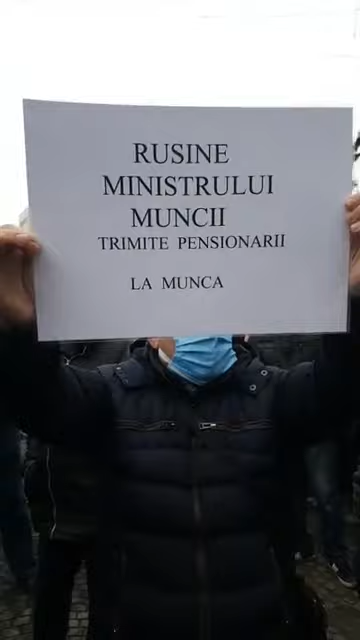 RUSINE
MINISTRULUI
MUNCII
TRIMITE PENSIONARII
LA MUNCA